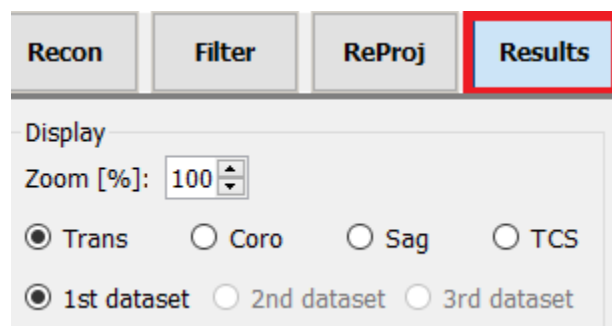 Recon Filter ReProj Results
Display
Zoom [%]: 100
Trans Coro Sag TCS
1st dataset 2nd dataset 3rd dataset